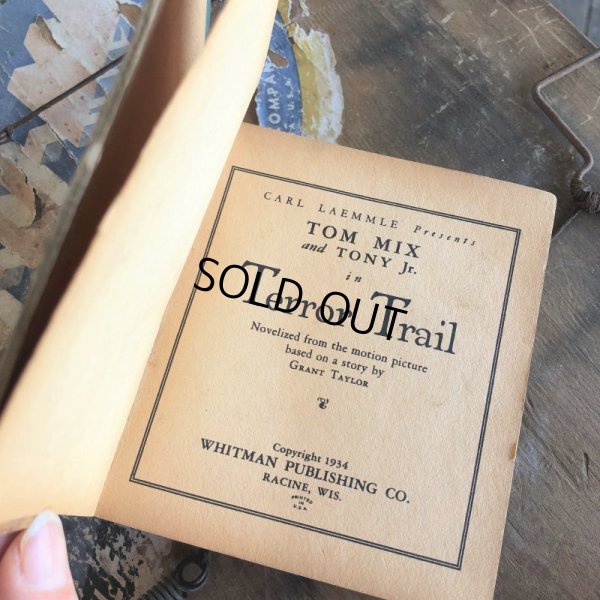 COMPANY
U.S.A.
CARL LAEMMLE Presents
TOM MIX
and TONY Jr.
in
Terror Trail
SOLD OUT
Novelized from the motion picture
based on a story by
GRANT TAYLOR
Copyright 1934
WHITMAN PUBLISHING CO.
RACINE, WIS.
PRINTED
IN
U.S.A.